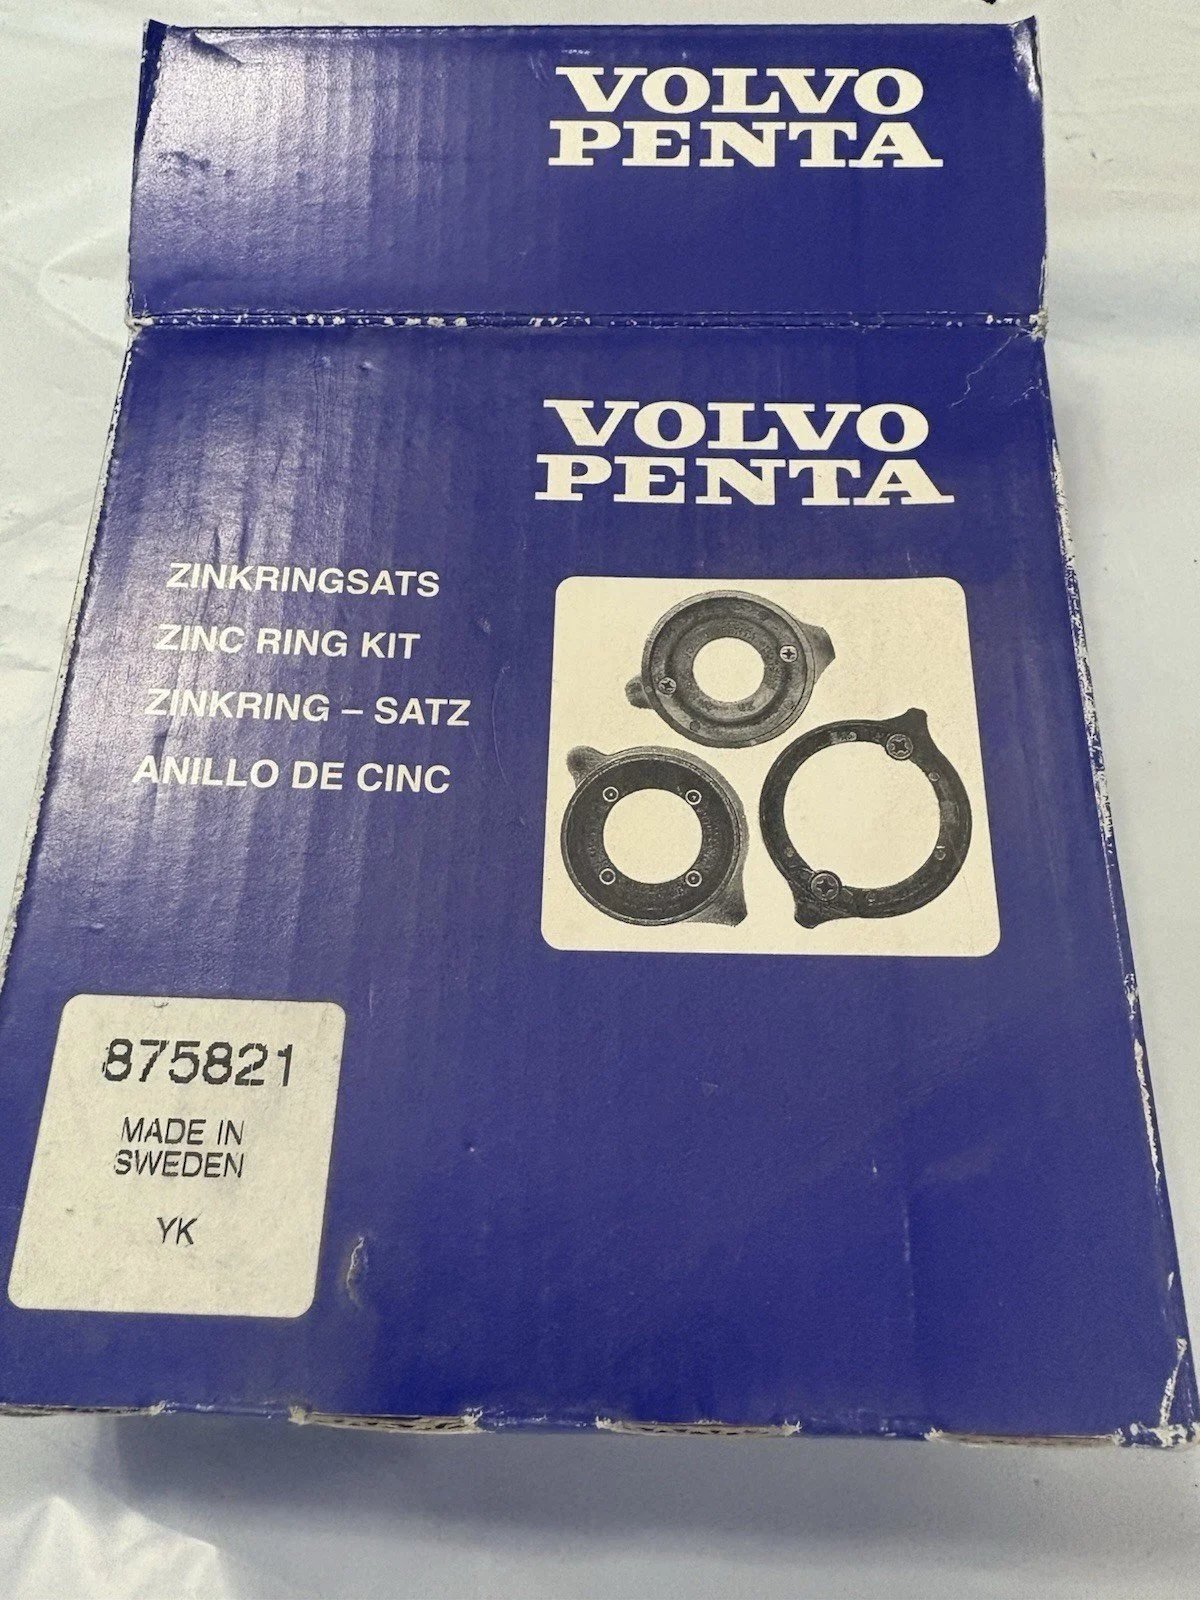 VOLVO
PENTA
VOLVO
PENTA
ZINKRINGSATS
ZINC RING KIT
ZINKRING – SATZ
ANILLO DE CINC
875821
MADE IN
SWEDEN
YK